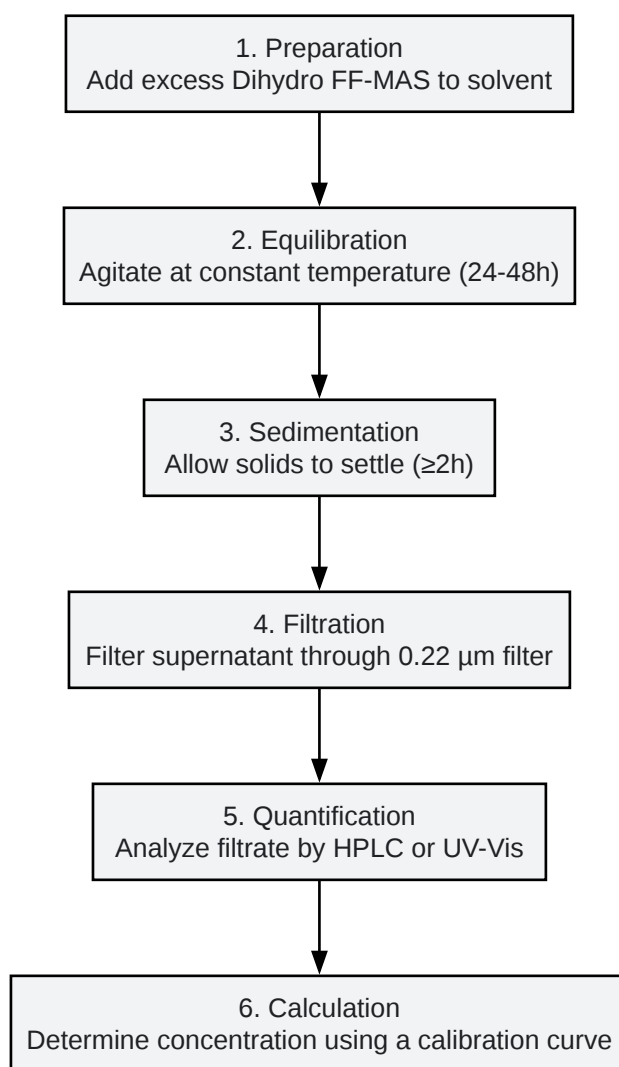 1. Preparation
Add excess Dihydro FF-MAS to solvent
2. Equilibration
Agitate at constant temperature (24-48h)
3. Sedimentation
Allow solids to settle (≥2h)
4. Filtration
Filter supernatant through 0.22 µm filter
5. Quantification
Analyze filtrate by HPLC or UV-Vis
6. Calculation
Determine concentration using a calibration curve